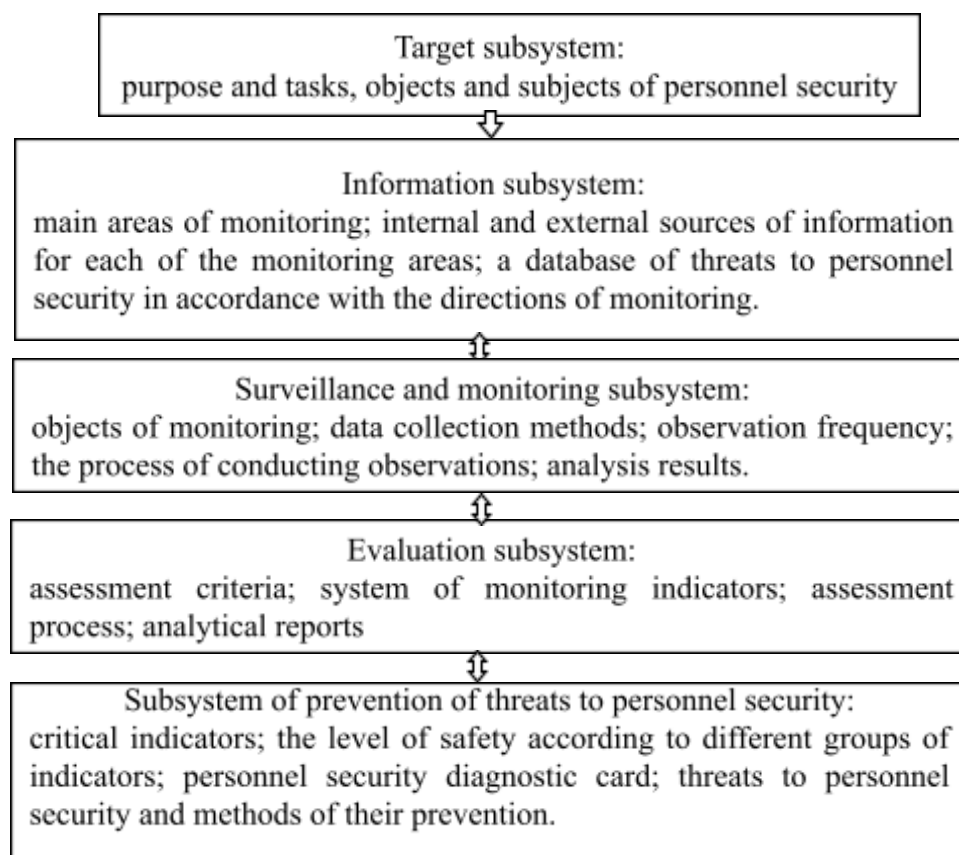 Target subsystem:
purpose and tasks, objects and subjects of personnel security
Information subsystem:
main areas of monitoring; internal and external sources of information
for each of the monitoring areas; a database of threats to personnel
security in accordance with the directions of monitoring.
Surveillance and monitoring subsystem:
objects of monitoring; data collection methods; observation frequency;
the process of conducting observations; analysis results.
Evaluation subsystem:
assessment criteria; system of monitoring indicators; assessment
process; analytical reports
Subsystem of prevention of threats to personnel security:
critical indicators; the level of safety according to different groups of
indicators; personnel security diagnostic card; threats to personnel
security and methods of their prevention.